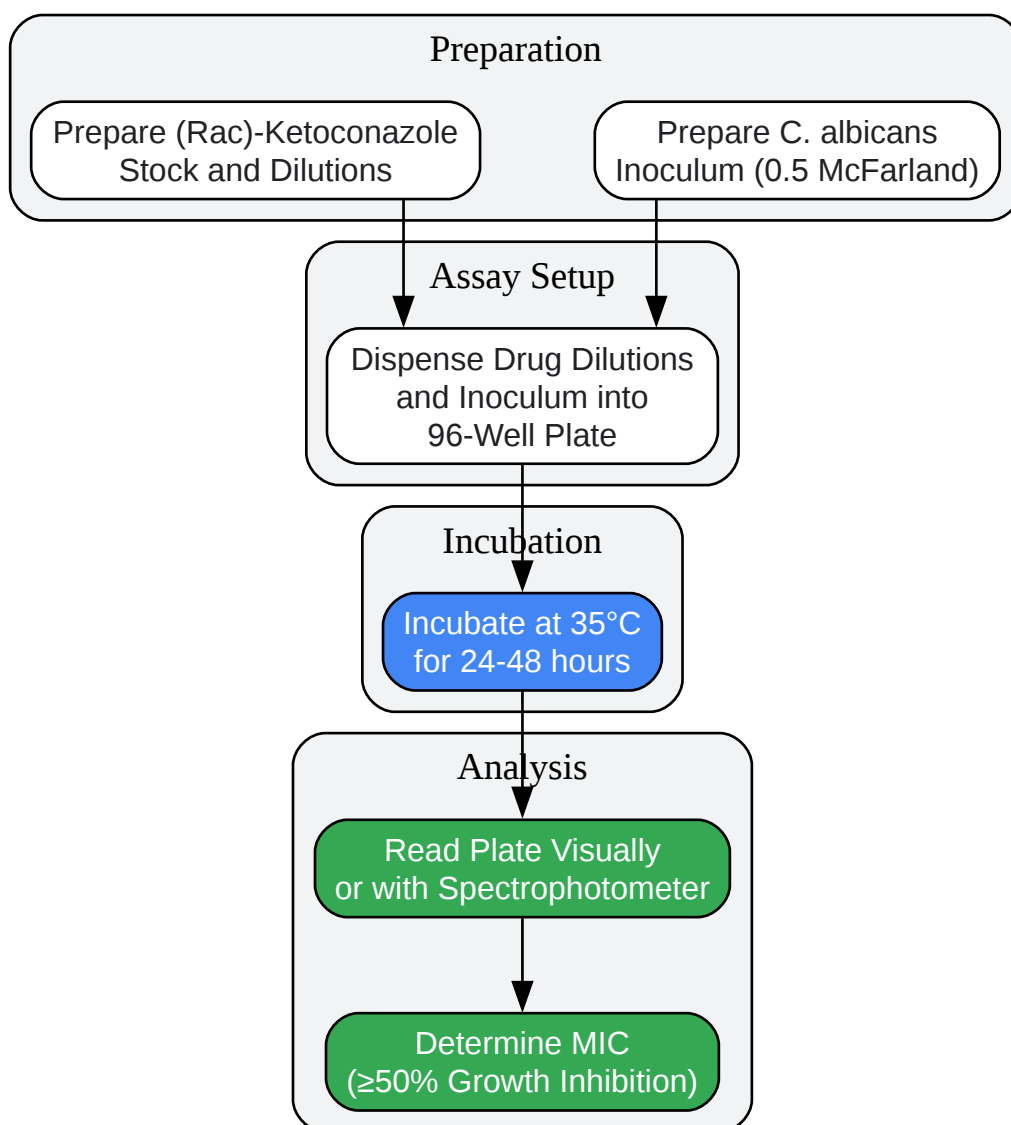 Preparation
Prepare (Rac)-Ketoconazole
Stock and Dilutions
Prepare C. albicans
Inoculum (0.5 McFarland)
Assay Setup
Dispense Drug Dilutions
and Inoculum into
96-Well Plate
Incubation
Incubate at 35°C
for 24-48 hours
Analysis
Read Plate Visually
or with Spectrophotometer
Determine MIC
(≥50% Growth Inhibition)